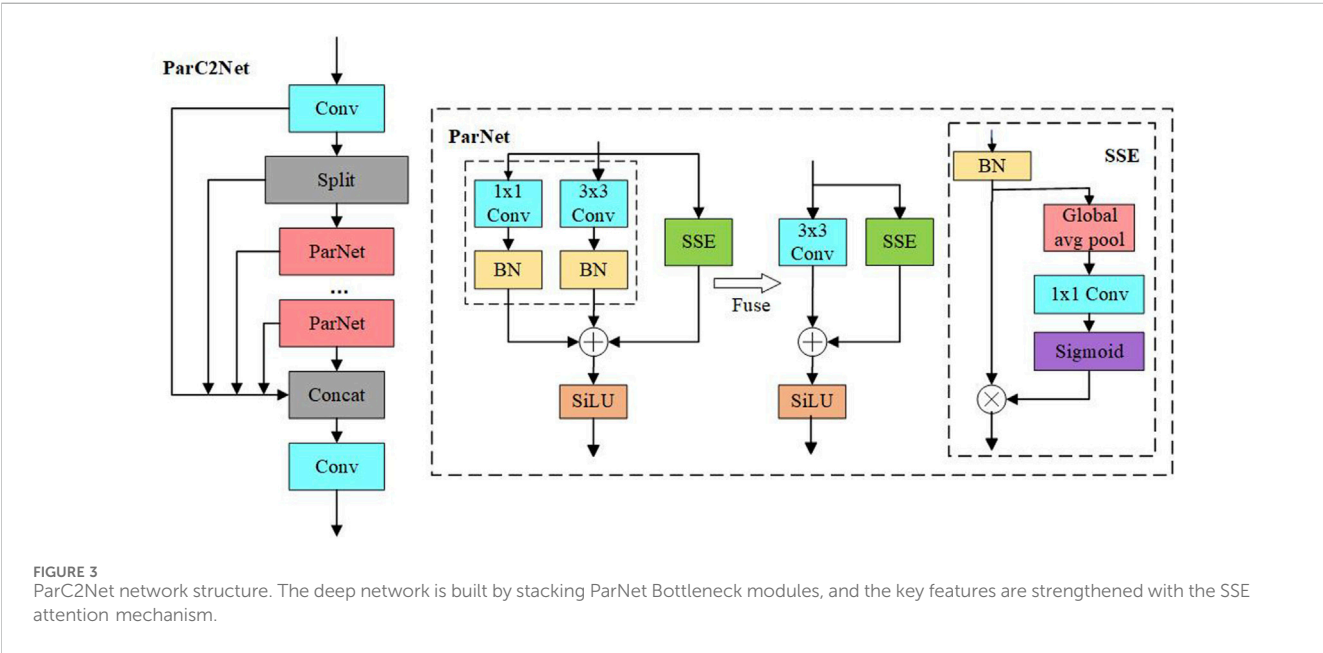 ParC2Net
Conv
Split
ParNet
...
ParNet
Concat
Conv
ParNet
1x1
Conv
BN
3x3
Conv
BN
SSE
SiLU
Fuse
3x3
Conv
SSE
SiLU
SSE
BN
Global
avg pool
1x1 Conv
Sigmoid
FIGURE 3
ParC2Net network structure. The deep network is built by stacking ParNet Bottleneck modules, and the key features are strengthened with the SSE
attention mechanism.